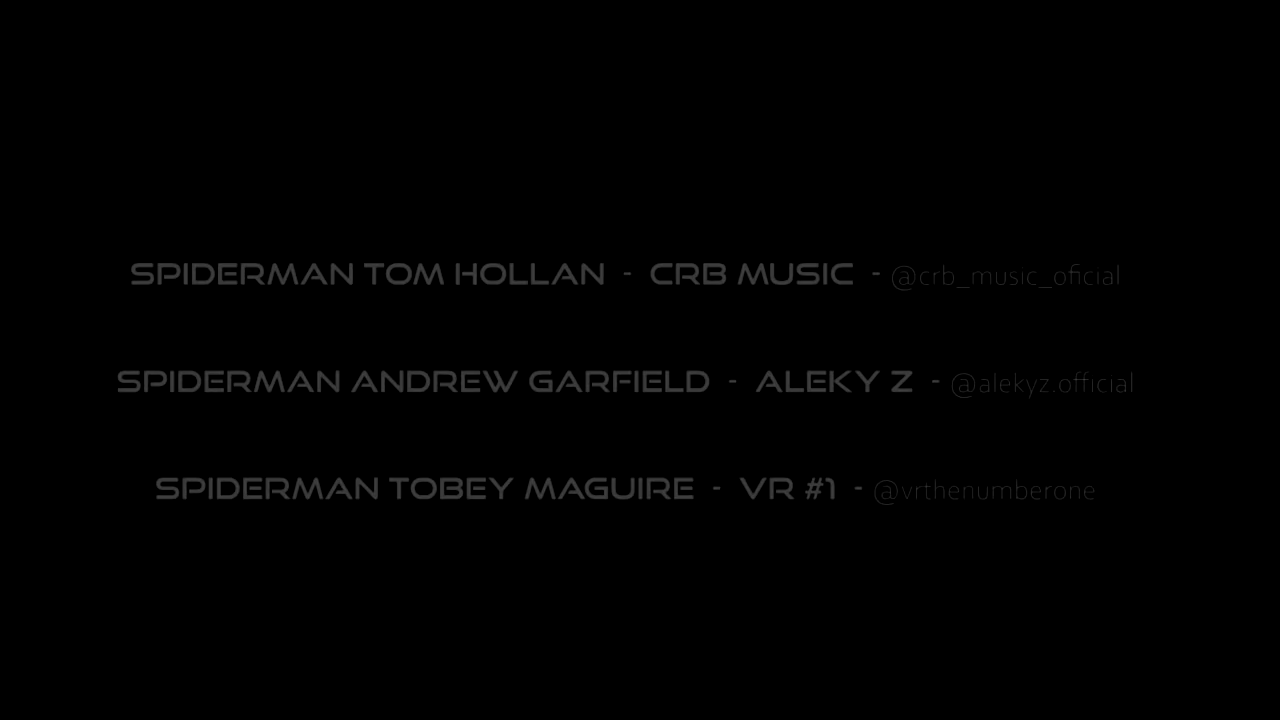 SPIDERMAN TOM HOLLAN - CRB MUSIC - @crb_music_oficial
SPIDERMAN ANDREW GARFIELD - ALEKY Z - @alekyz.official
SPIDERMAN TOBEY MAGUIRE - VR #1 - @vrthenumberone